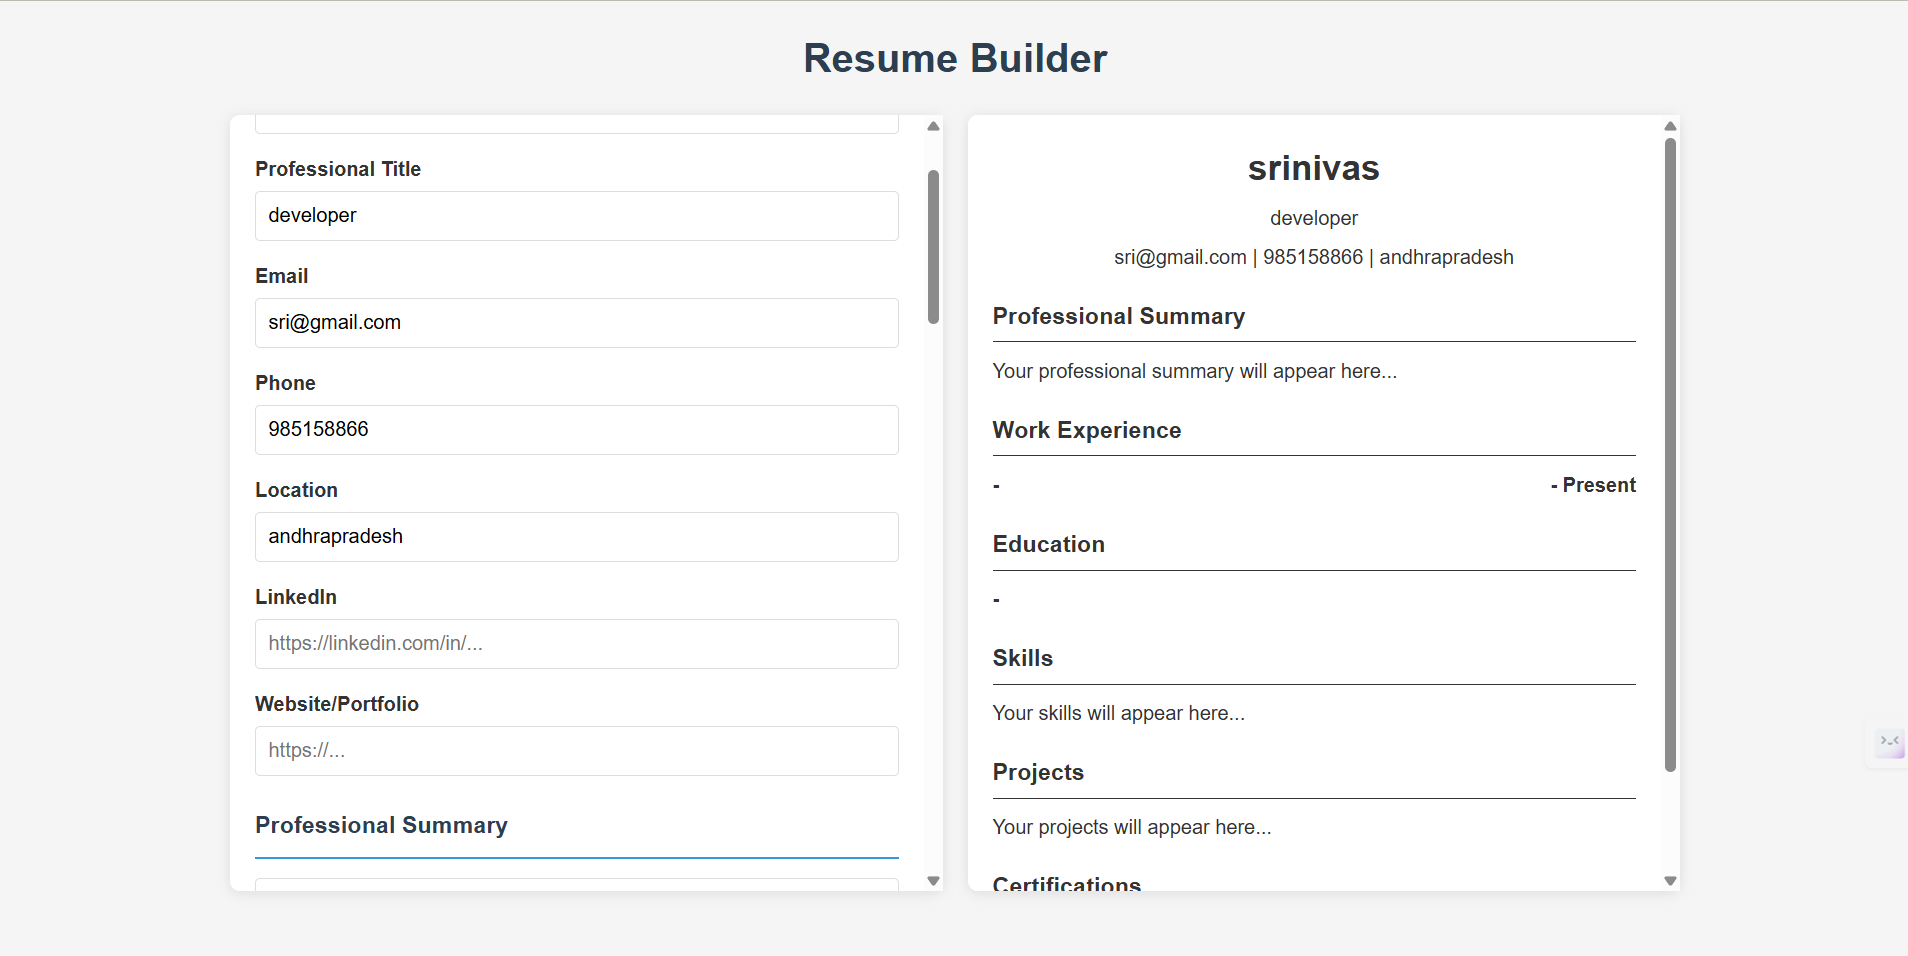 Resume Builder
Professional Title
developer
Email
sri@gmail.com
Phone
985158866
Location
andhrapradesh
LinkedIn
https://linkedin.com/in/...
Website/Portfolio
https://...
Professional Summary
srinivas
developer
sri@gmail.com | 985158866 | andhrapradesh
Professional Summary
Your professional summary will appear here...
Work Experience
- - Present
Education
-
Skills
Your skills will appear here...
Projects
Your projects will appear here...
Certifications